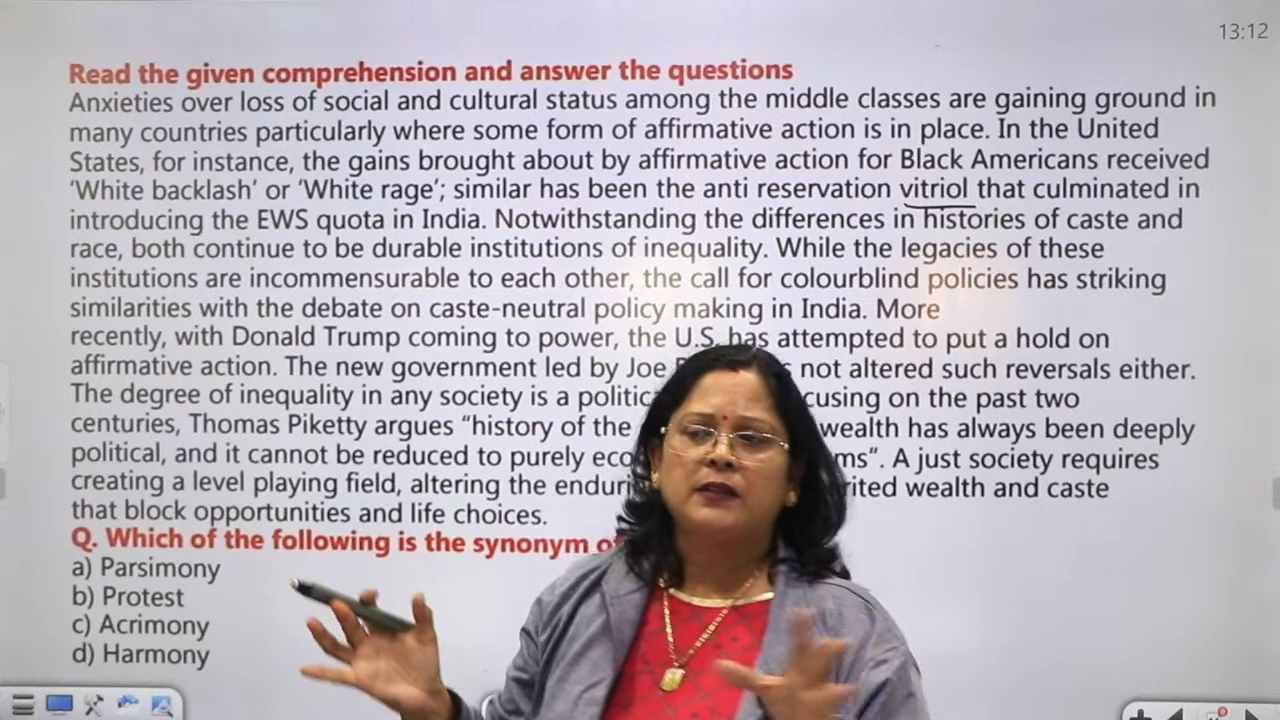 13:12
Read the given comprehension and answer the questions
Anxieties over loss of social and cultural status among the middle classes are gaining ground in
many countries particularly where some form of affirmative action is in place. In the United
States, for instance, the gains brought about by affirmative action for Black Americans received
'White backlash' or 'White rage'; similar has been the anti reservation vitriol that culminated in
introducing the EWS quota in India. Notwithstanding the differences in histories of caste and
race, both continue to be durable institutions of inequality. While the legacies of these
institutions are incommensurable to each other, the call for colourblind policies has striking
similarities with the debate on caste-neutral policy making in India. More
recently, with Donald Trump coming to power, the U.S. has attempted to put a hold on
affirmative action. The new government led by Joe not altered such reversals either.
The degree of inequality in any society is a on the past two
centuries, Thomas Piketty argues "history of the wealth has always been deeply
political, and it cannot be reduced to purely A just society requires
creating a level playing field, altering the wealth and caste
that block opportunities and life choices.
Q. Which of the following is the synonym
a) Parsimony
b) Protest
c) Acrimony
d) Harmony